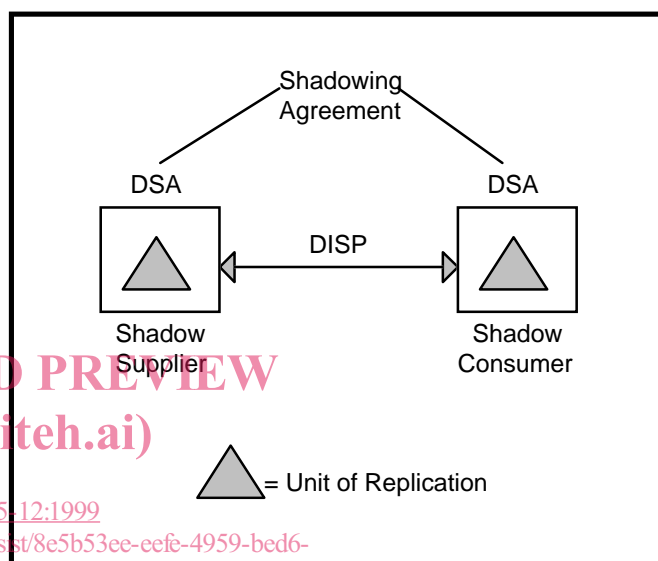 Shadowing
Agreement
DSA
DSA
DISP
Shadow
Supplier
Shadow
Consumer
PREVIEW
iteh.ai)
= Unit of Replication
5-12:1999
sist/8e5b53ee-eefe-4959-bed6-